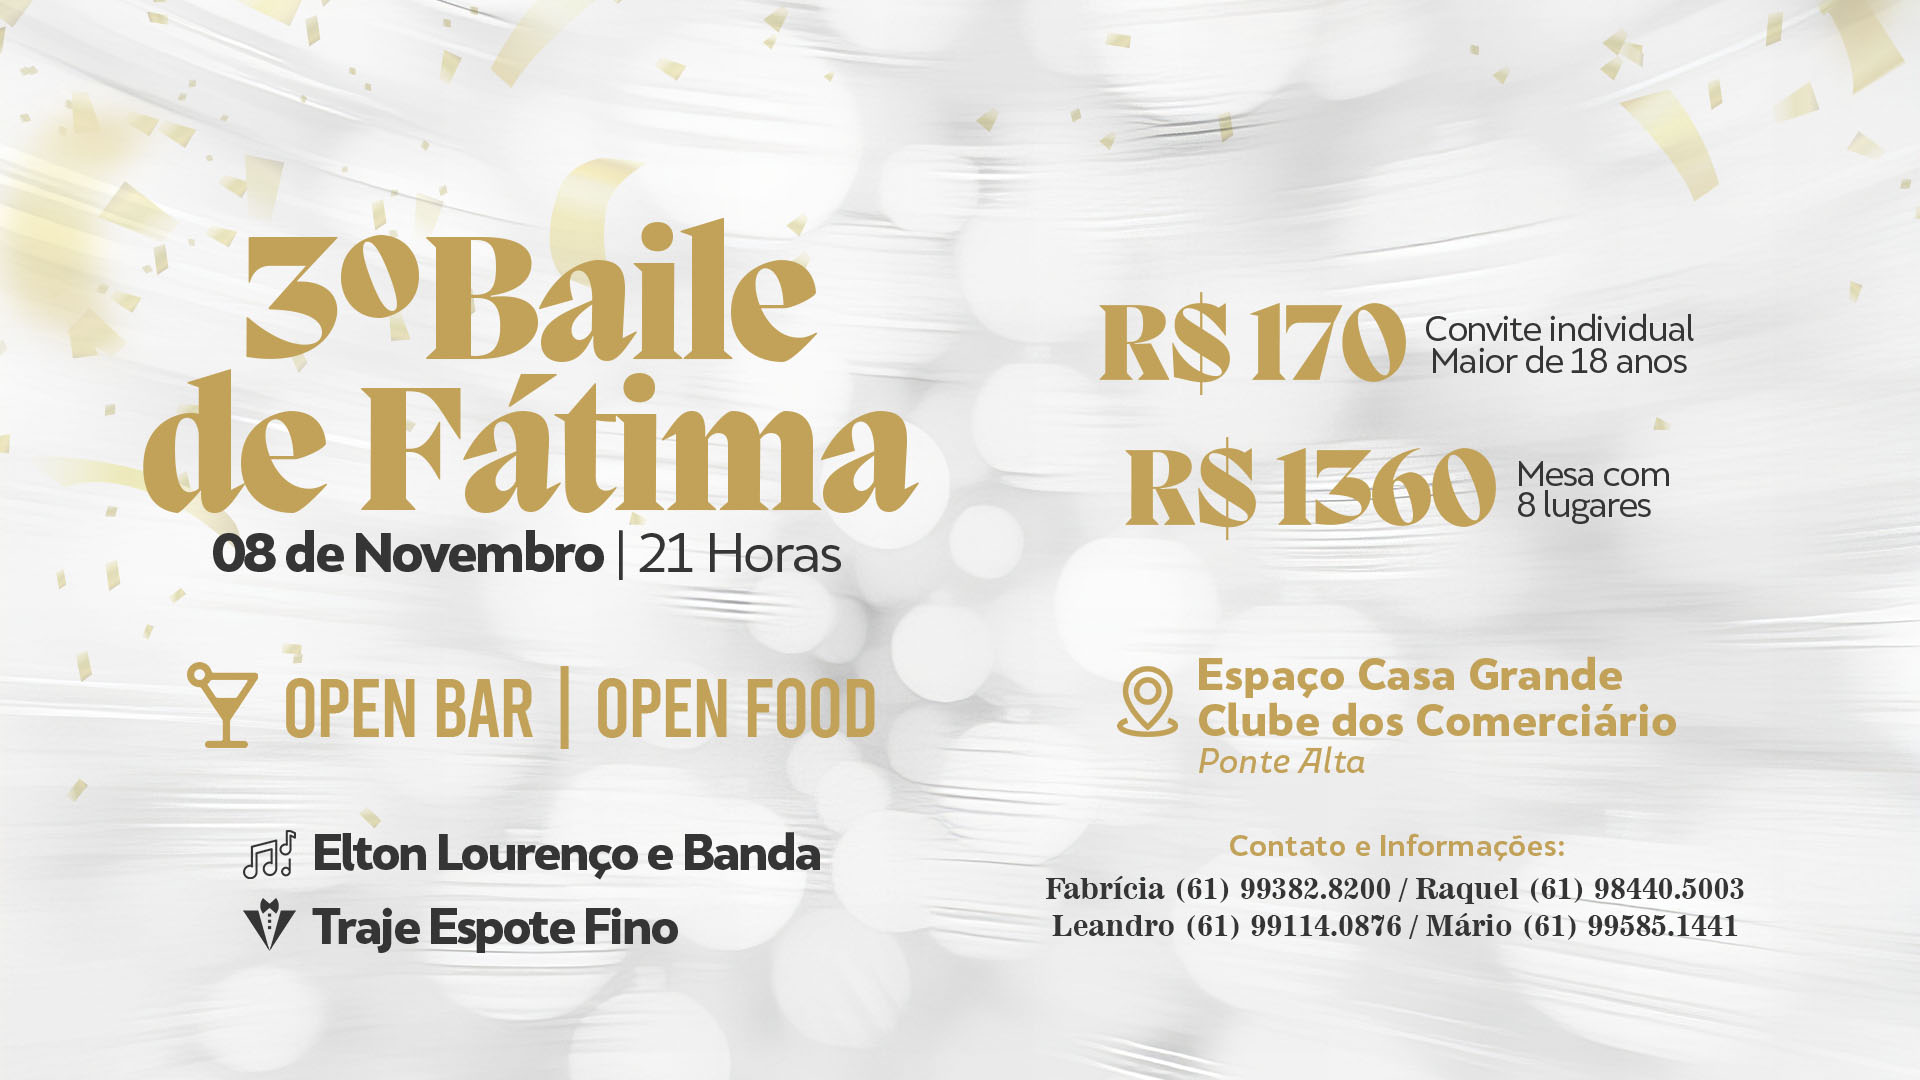 3º Baile
de Fátima
08 de Novembro | 21 Horas
OPEN BAR | OPEN FOOD
Elton Lourenço e Banda
Traje Espote Fino
R$ 170 Convite individual
Maior de 18 anos
R$ 1360 Mesa com
8 lugares
Espaço Casa Grande
Clube dos Comerciário
Ponte Alta
Contato e Informações:
Fabrícia (61) 99382.8200 / Raquel (61) 98440.5003
Leandro (61) 99114.0876 / Mário (61) 99585.1441